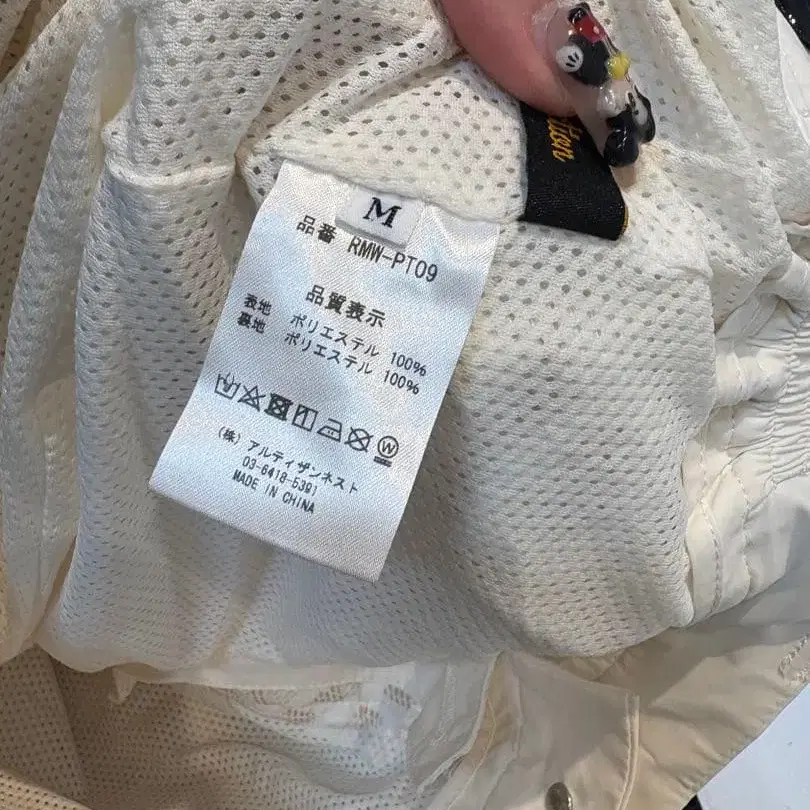 M
品番 RMW-PT09
品質表示
表地 ポリエステル 100%
裏地 ポリエステル 100%
W
(株) アルティザンネスト
03-6418-5391
MADE IN CHINA